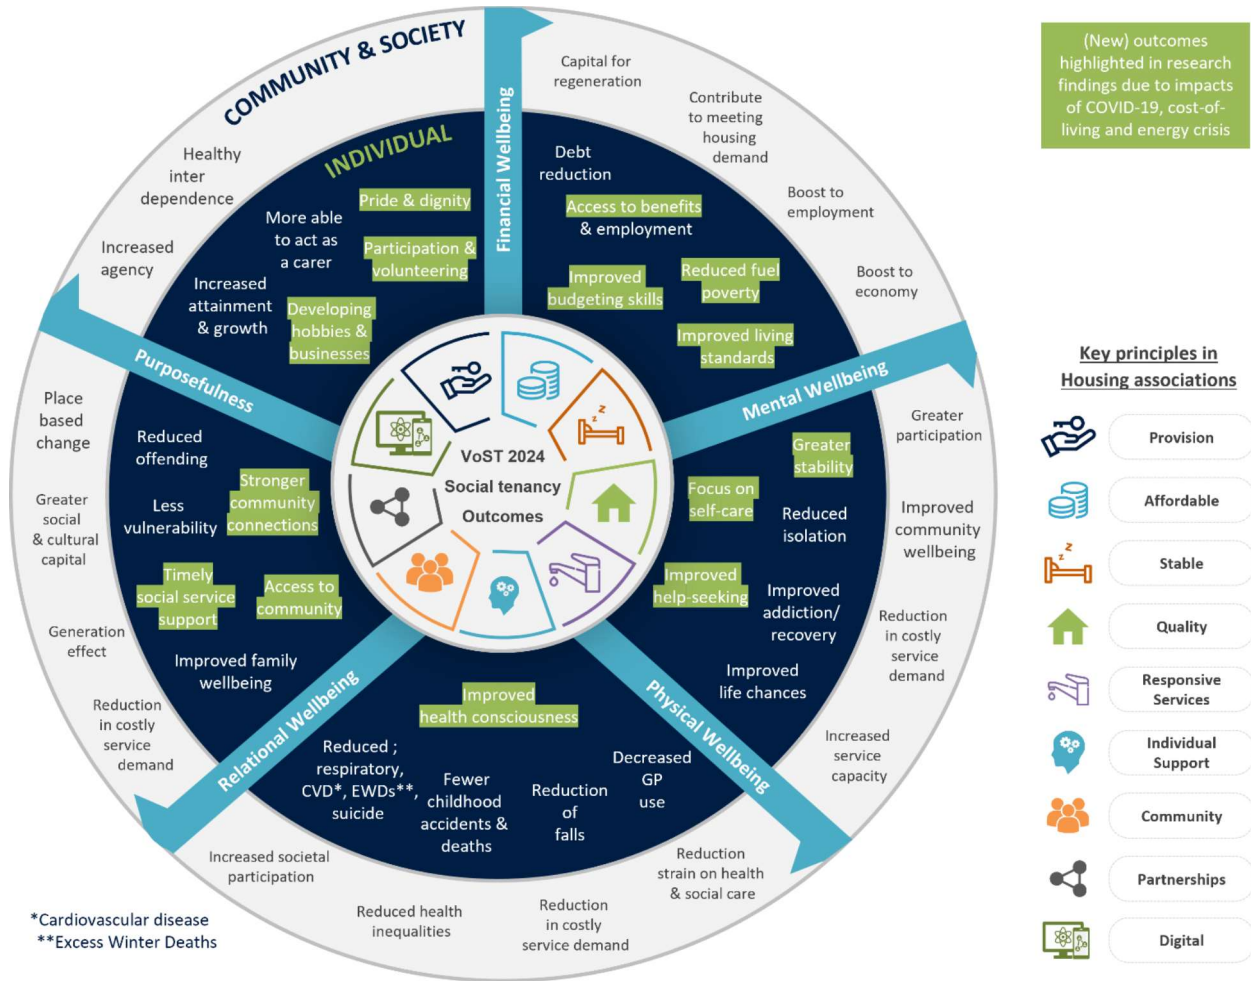 COMMUNITY & SOCIETY
INDIVIDUAL
Financial Wellbeing
Capital for
regeneration
Contribute
to meeting
housing
demand
Boost to
employment
Boost to
economy
Debt
reduction
Access to benefits
& employment
Improved
budgeting skills
Reduced fuel
poverty
Improved living
standards
Mental Wellbeing
Greater
participation
Improved
community
wellbeing
Reduction
in costly
service
demand
Increased
service
capacity
Greater
stability
Focus on
self-care
Reduced
isolation
Improved
help-seeking
Improved
addiction/
recovery
Improved
life chances
Physical Wellbeing
Improved
health consciousness
Reduced ;
respiratory,
CVD*, EWDs**,
suicide
Fewer
childhood
accidents &
deaths
Reduction
of
falls
Decreased
GP
use
Reduction
strain on health
& social care
Reduction
in costly
service demand
Reduced health
inequalities
Increased societal
participation
Relational Wellbeing
Reduced
offending
Less
vulnerability
Stronger
community
connections
Timely
social service
support
Access to
community
Improved family
wellbeing
Place
based
change
Greater
social
& cultural
capital
Generation
effect
Reduction
in costly
service
demand
Purposefulness
Healthy
inter
dependence
Increased
agency
Pride & dignity
More able
to act as
a carer
Participation &
volunteering
Increased
attainment
& growth
Developing
hobbies &
businesses
VoST 2024
Social tenancy
Outcomes
z
z
*Cardiovascular disease
**Excess Winter Deaths
(New) outcomes
highlighted in research
findings due to impacts
of COVID-19, cost-of-
living and energy crisis
Key principles in
Housing associations
Provision
Affordable
z
z
Stable
Quality
Responsive
Services
Individual
Support
Community
Partnerships
Digital